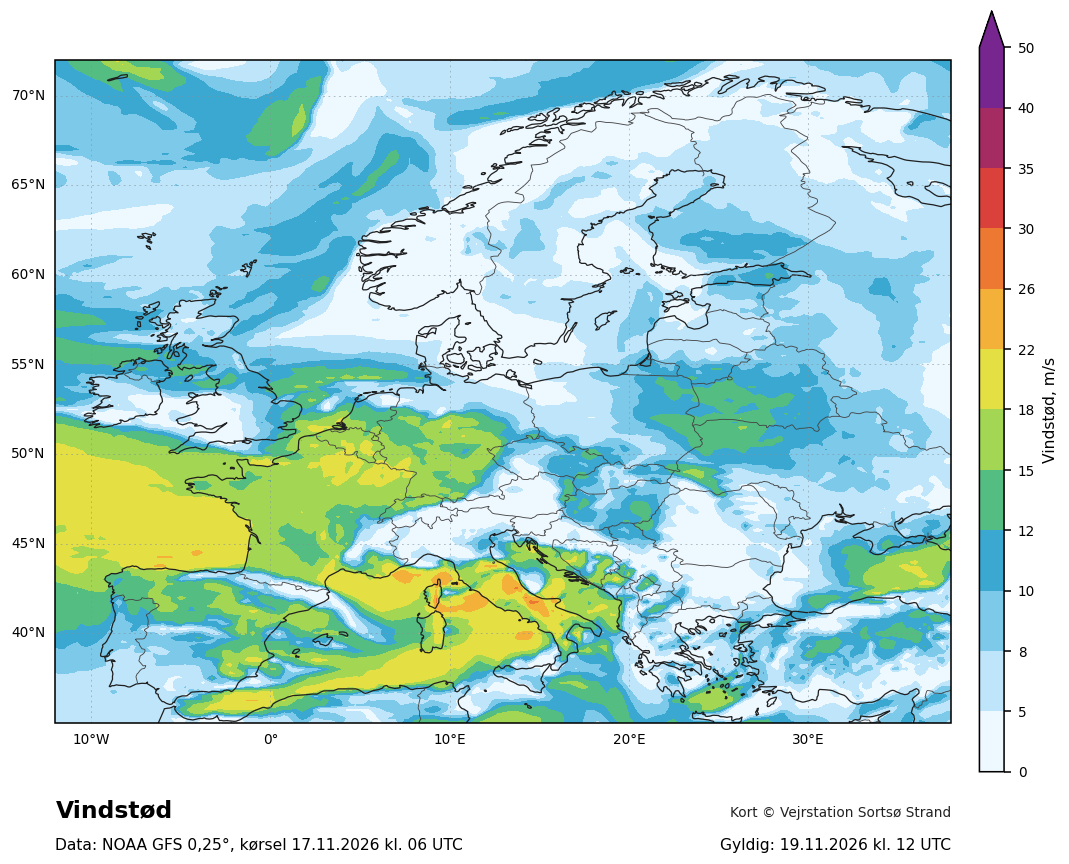 50
40
35
30
26
22
18
15
12
10
8
5
0
Vindstød, m/s
70°N
65°N
60°N
55°N
50°N
45°N
40°N
10°W
0°
10°E
20°E
30°E
Vindstød
Kort © Vejrstation Sortsø Strand
Data: NOAA GFS 0,25°, kørsel 17.11.2026 kl. 06 UTC
Gyldig: 19.11.2026 kl. 12 UTC